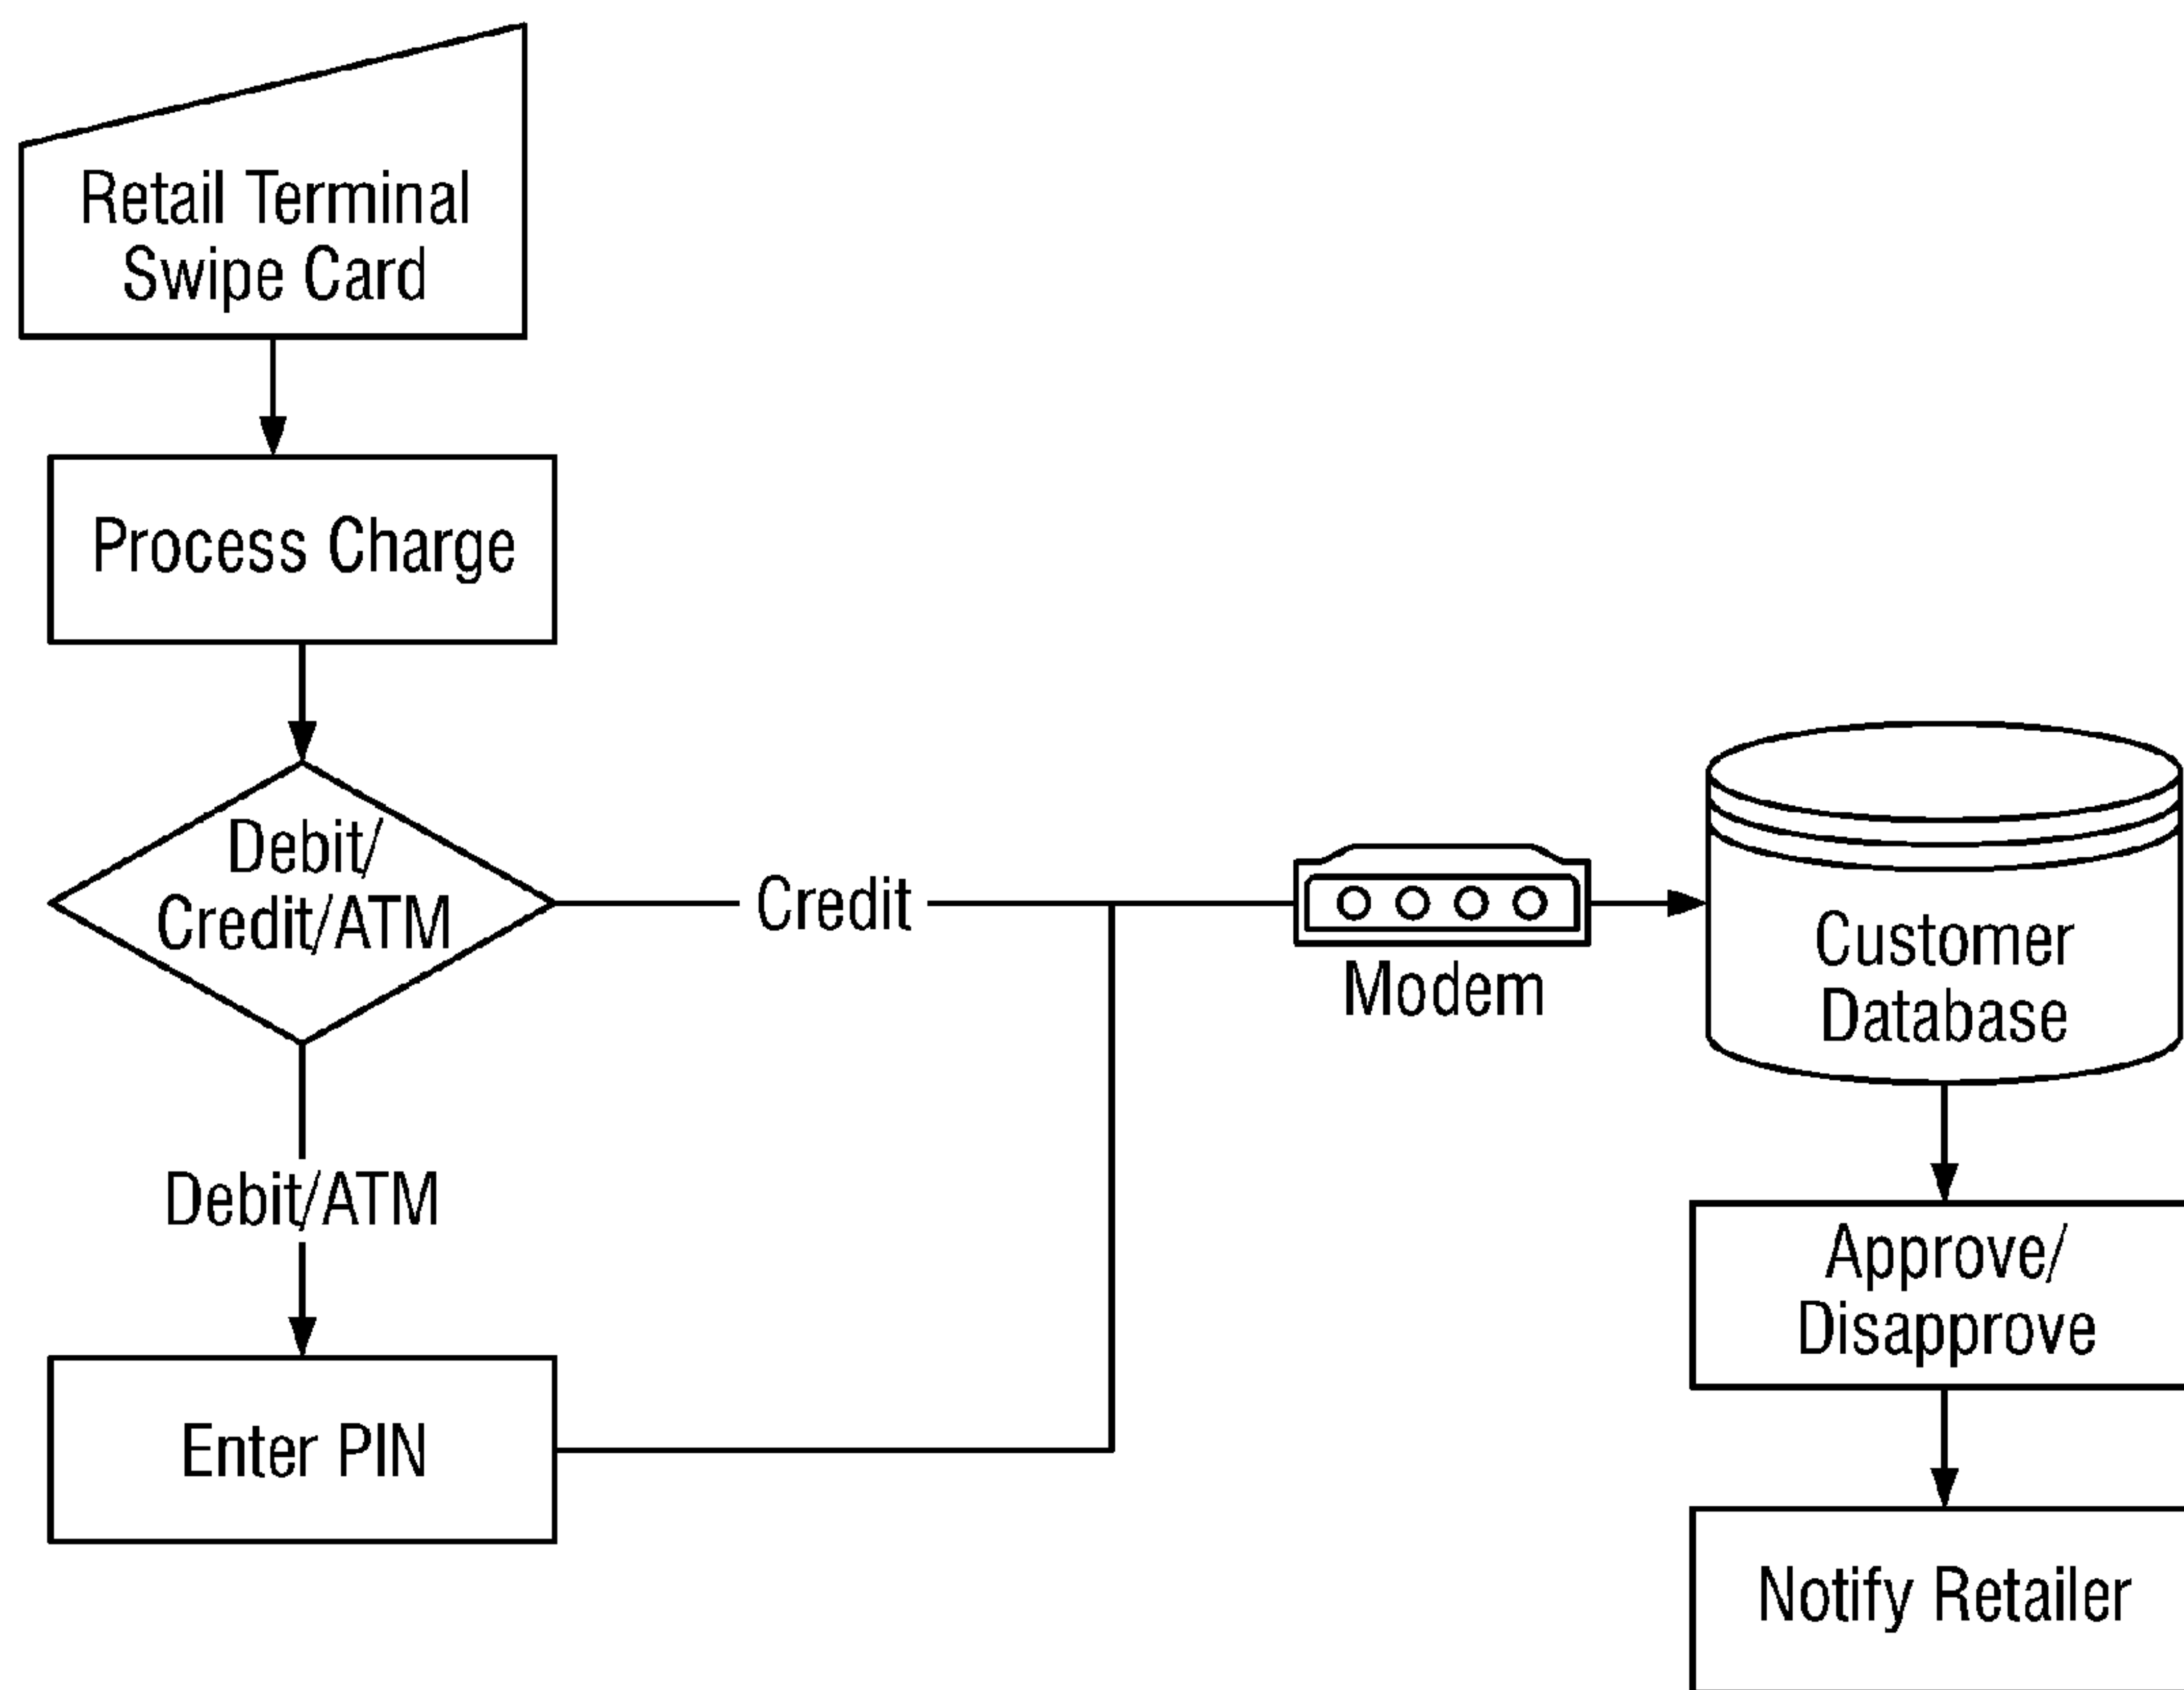 Retail Terminal
Swipe Card
Process Charge
Debit/
Credit/ATM
Credit
Modem
Customer
Database
Debit/ATM
Approve/
Disapprove
Enter PIN
Notify Retailer